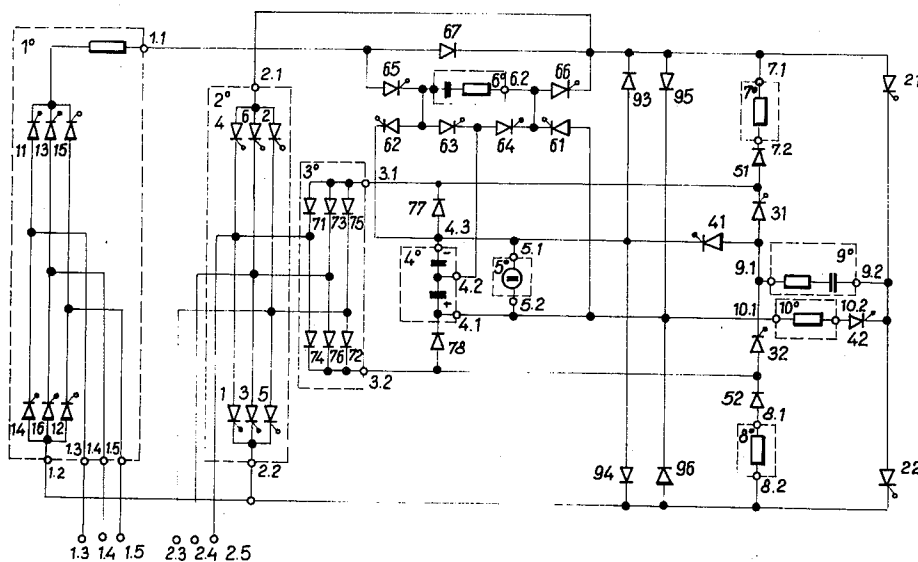 1° 1.1 67
2.1 65 6° 6.2 66 93 95 7.1 21
2° 7°
4 6 2
11 13 15 62 63 64 61 7.2
3° 3.1 51
71 73 75 77 4.3 41 31
4° 5.1 9.1 9° 9.2
- 5°
4.2
+ 10.1 10° 10.2
4.1 5.2 42
74 76 72 78 32
3.2
1 3 5 52 8.1
14 16 12 8°
1.3 1.4 1.5 94 96 22
1.2 2.2 8.2
1.3 1.4 1.5 2.3 2.4 2.5